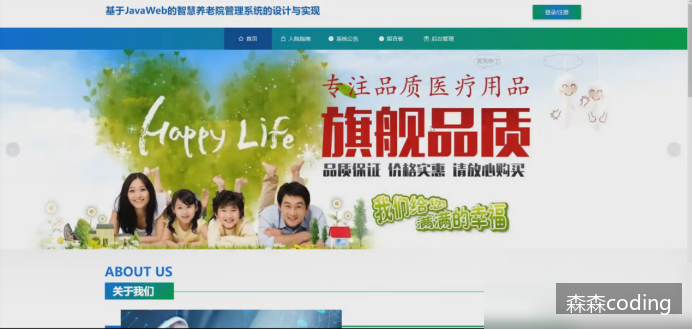 基于JavaWeb的智慧养老院管理系统的设计与实现
登录/注册
首页 入院指南 系统公告 留言板 后台管理
专注品质医疗用品
Happy Life
旗舰品质
品质保证 价格实惠 请放心购买
我们给您
满满的幸福
ABOUT US
关于我们
森森coding